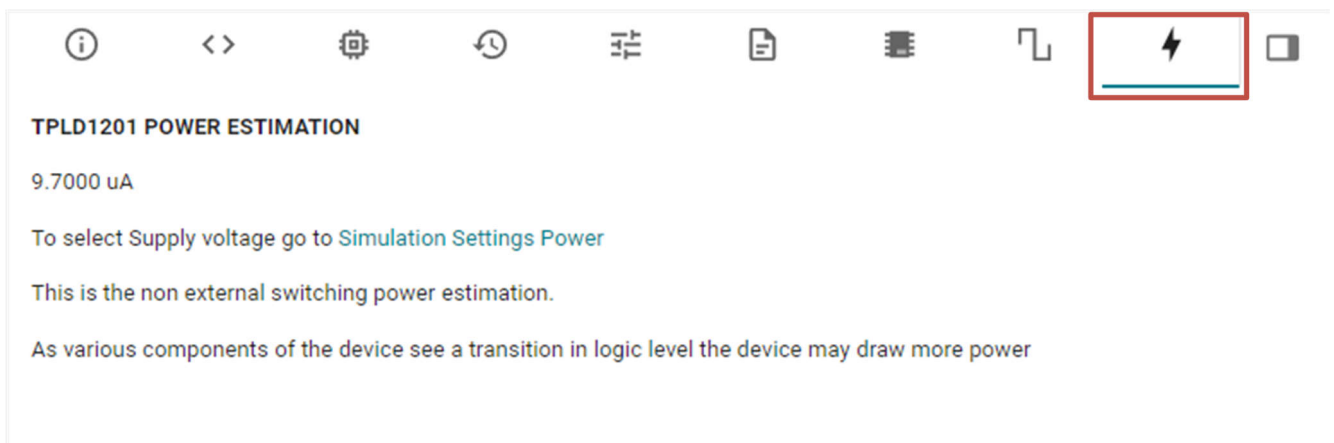 TPLD1201 POWER ESTIMATION
9.7000 uA
To select Supply voltage go to Simulation Settings Power
This is the non external switching power estimation.
As various components of the device see a transition in logic level the device may draw more power